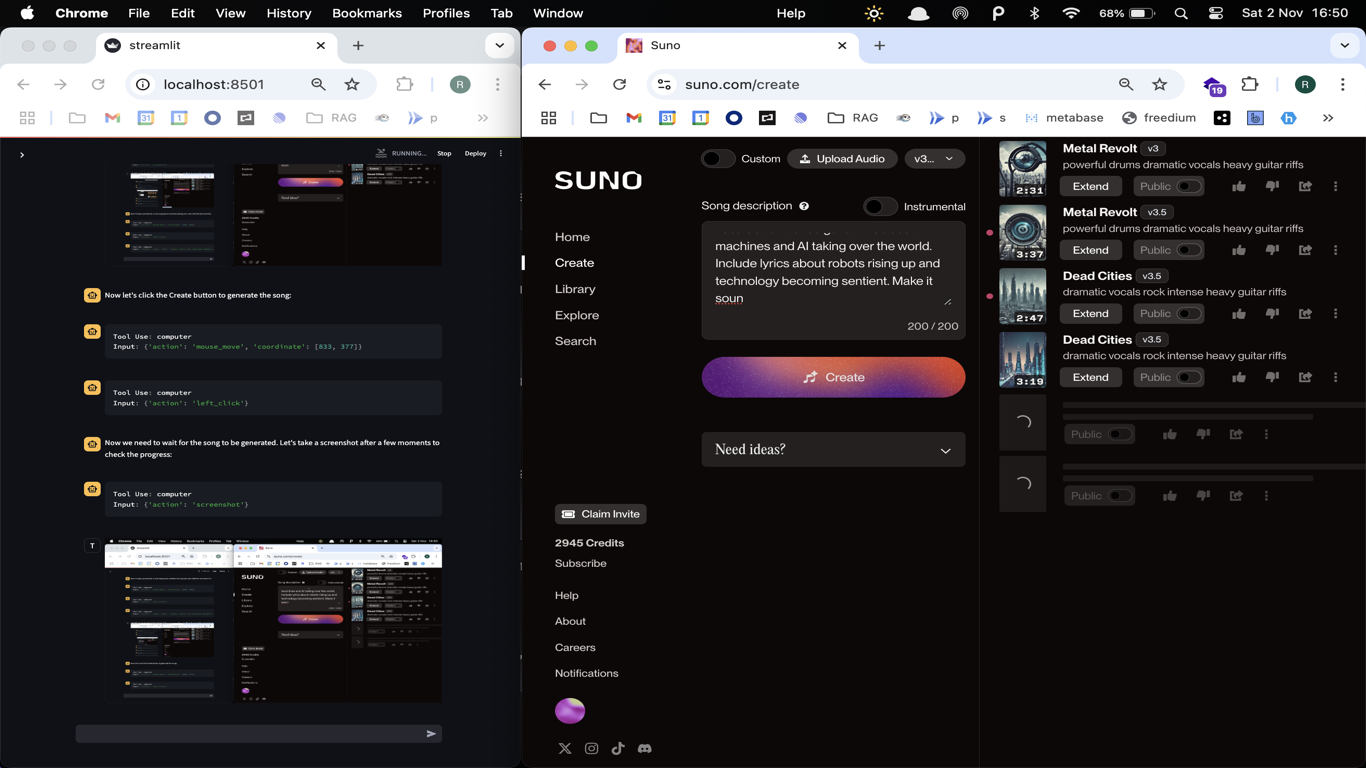 Chrome File Edit View History Bookmarks Profiles Tab Window Help 68% Sat 2 Nov 16:50
streamlit
localhost:8501
R
31 1 RAG p
RUNNING... Stop Deploy
Now let's click the Create button to generate the song:
Tool Use: computer
Input: {'action': 'mouse_move', 'coordinate': [833, 377]}
Tool Use: computer
Input: {'action': 'left_click'}
Now we need to wait for the song to be generated. Let's take a screenshot after a few moments to
check the progress:
Tool Use: computer
Input: {'action': 'screenshot'}
T
Suno
suno.com/create
19 R
31 1 RAG p s metabase freedium
SUNO
Home
Create
Library
Explore
Search
Claim Invite
2945 Credits
Subscribe
Help
About
Careers
Notifications
Custom Upload Audio v3...
Song description Instrumental
machines and AI taking over the world.
Include lyrics about robots rising up and
technology becoming sentient. Make it
soun
200 / 200
Create
Need ideas?
Metal Revolt v3
powerful drums dramatic vocals heavy guitar riffs
2:31 Extend Public
Metal Revolt v3.5
powerful drums dramatic vocals heavy guitar riffs
3:37 Extend Public
Dead Cities v3.5
dramatic vocals rock intense heavy guitar riffs
2:47 Extend Public
Dead Cities v3.5
dramatic vocals rock intense heavy guitar riffs
3:19 Extend Public
Public
Public